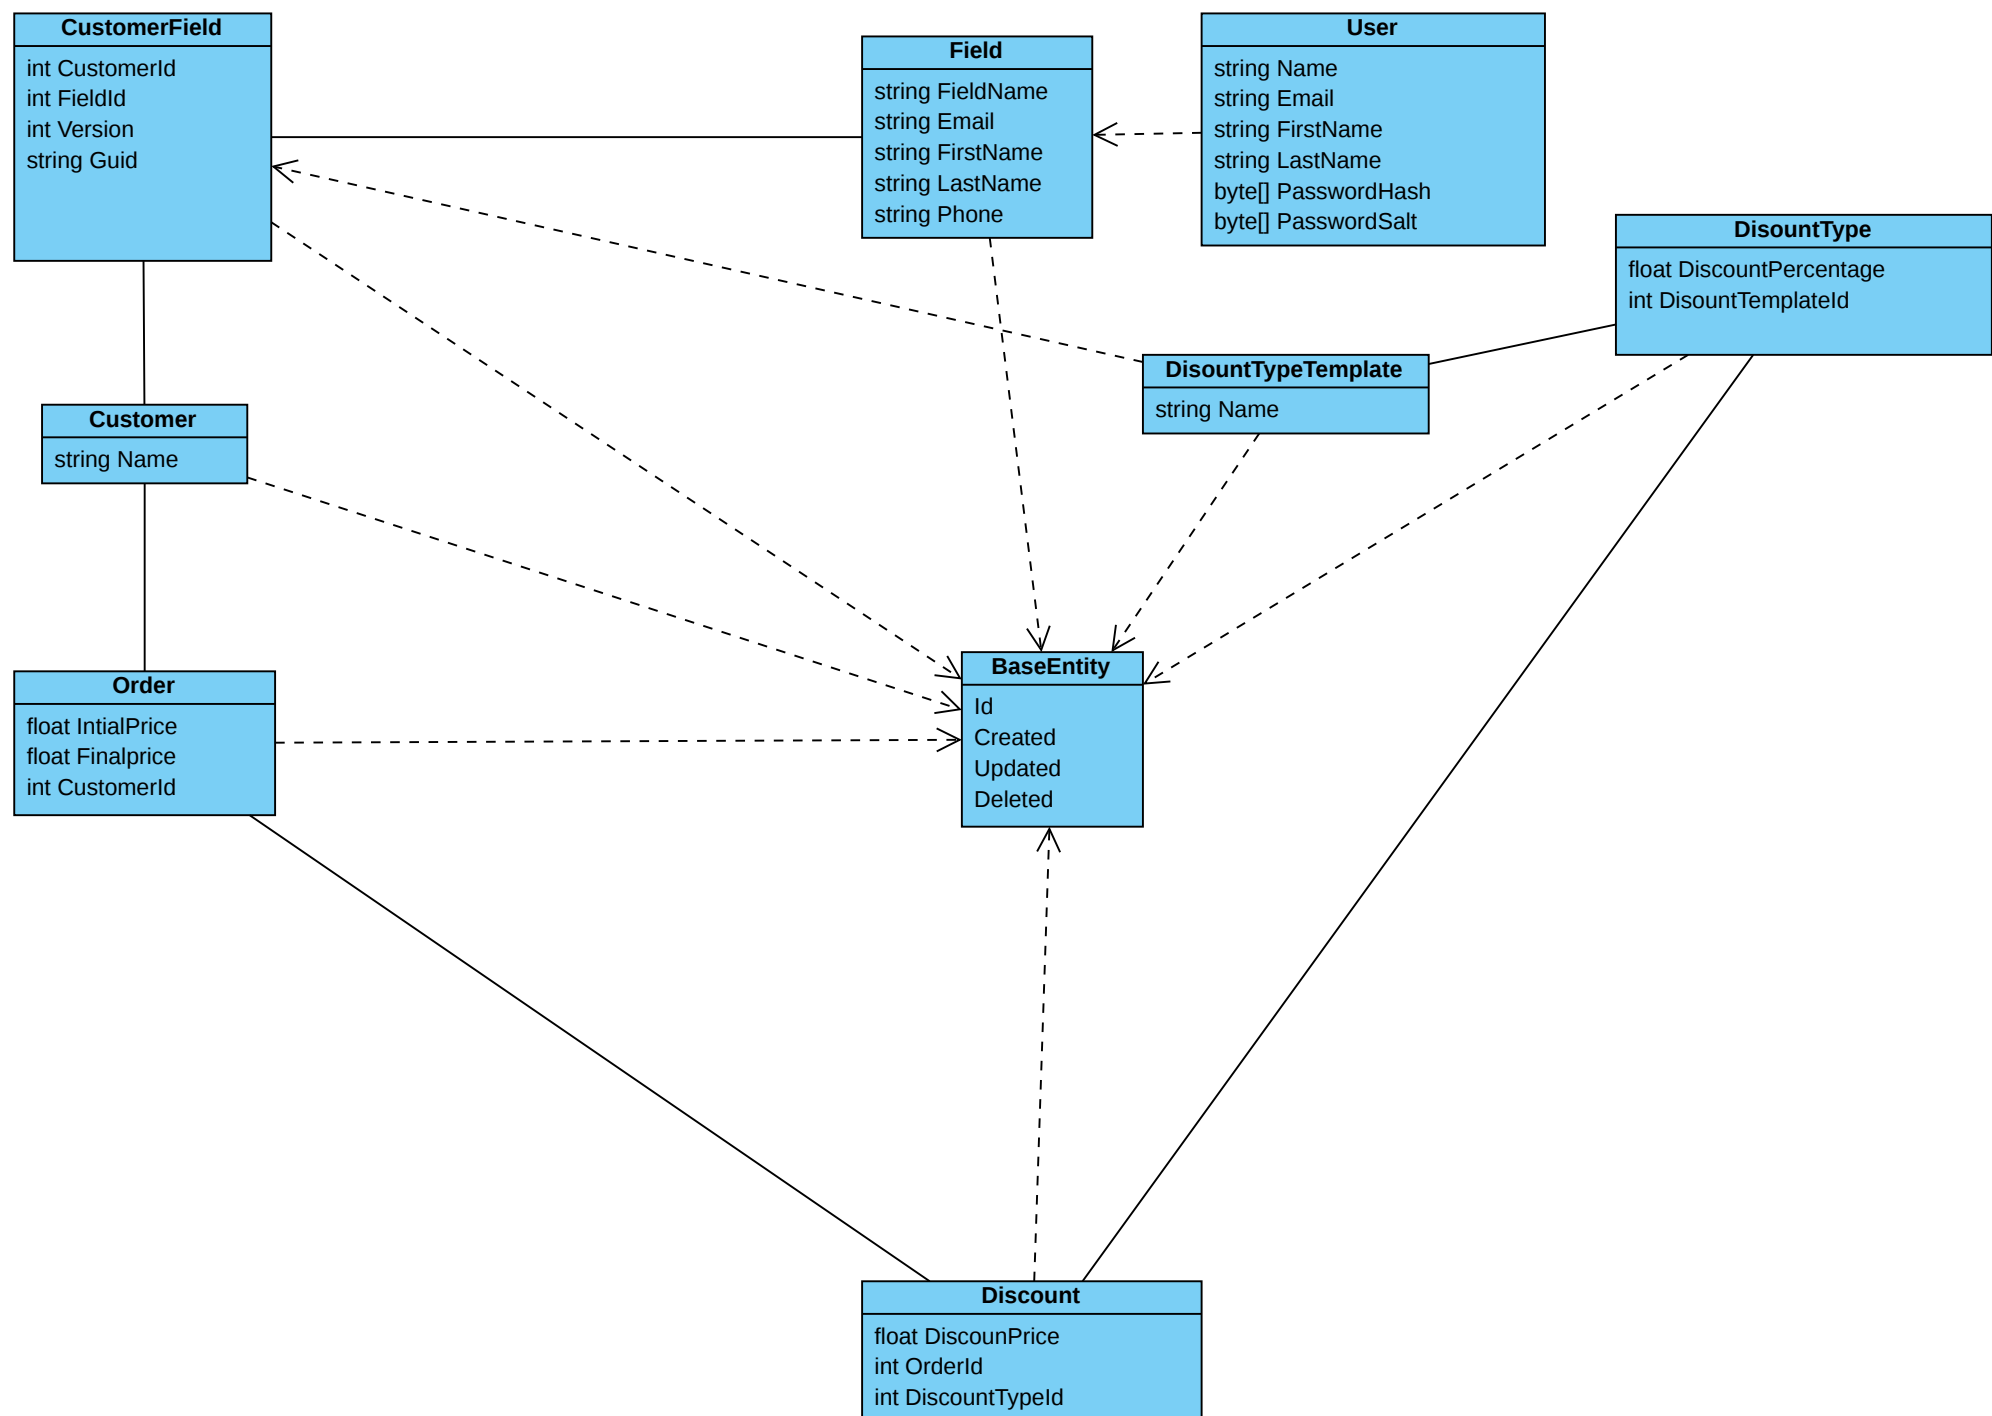 CustomerField
int CustomerId
int FieldId
int Version
string Guid
Field
string FieldName
string Email
string FirstName
string LastName
string Phone
User
string Name
string Email
string FirstName
string LastName
byte[] PasswordHash
byte[] PasswordSalt
DisountType
float DiscountPercentage
int DisountTemplateId
DisountTypeTemplate
string Name
Customer
string Name
Order
float IntialPrice
float Finalprice
int CustomerId
BaseEntity
Id
Created
Updated
Deleted
Discount
float DiscounPrice
int OrderId
int DiscountTypeId